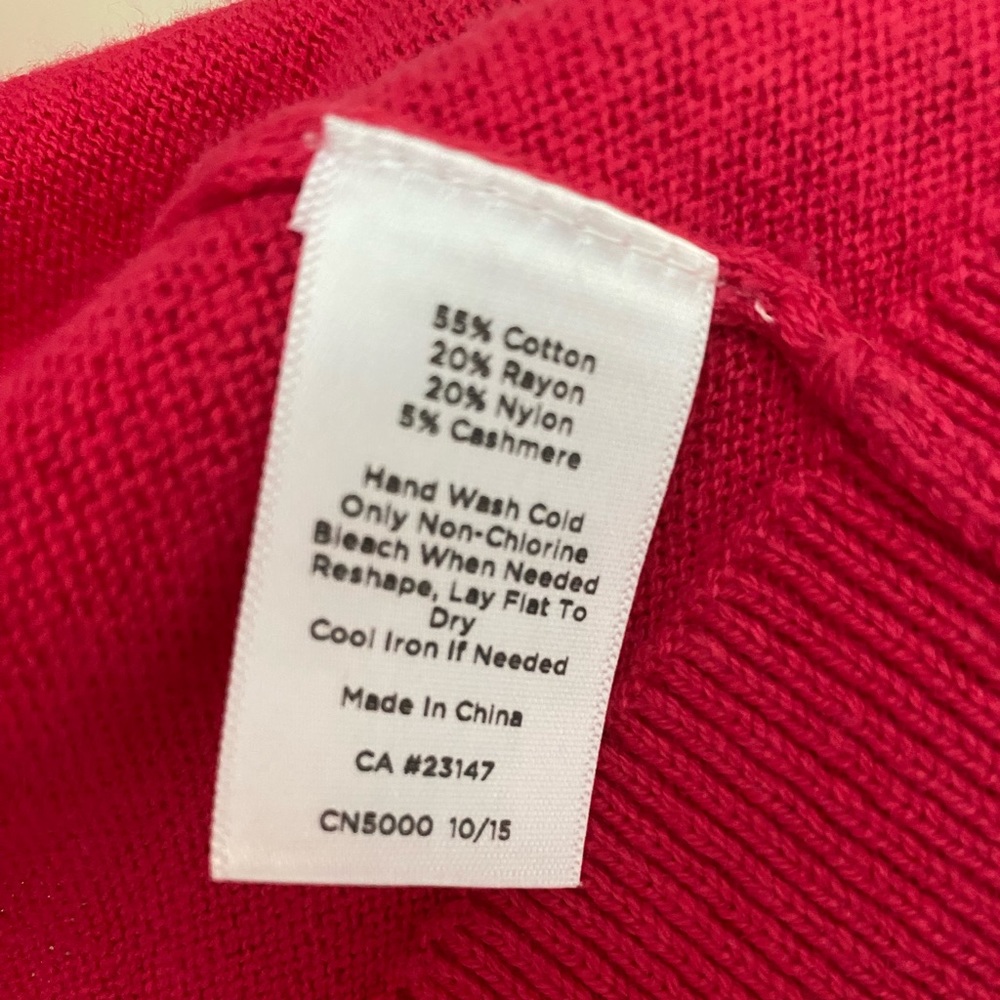 55% Cotton
20% Rayon
20% Nylon
5% Cashmere
Hand Wash Cold
Only Non-Chlorine
Bleach When Needed
Reshape, Lay Flat To
Dry
Cool Iron If Needed
Made In China
CA #23147
CN5000 10/15